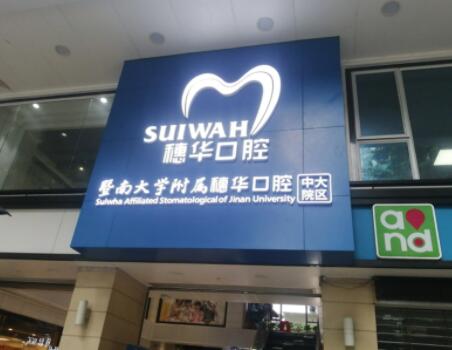 SUIWAH
穗华口腔
暨南大学附属穗华口腔 中大院区
Suiwha Affiliated Stomatological of Jinan University
a nd